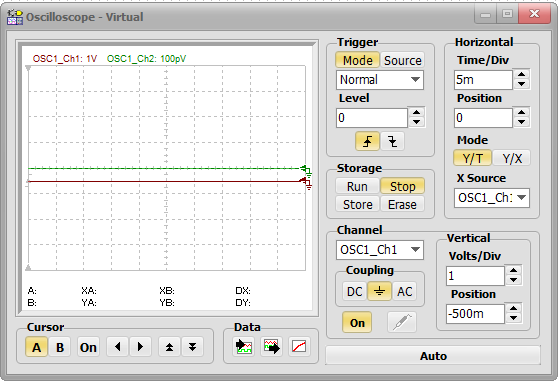 Oscilloscope - Virtual
OSC1_Ch1: 1V OSC1_Ch2: 100pV
A: XA: XB: DX:
B: YA: YB: DY:
Cursor
A B On
Data
Trigger
Mode Source
Normal
Level
0
Storage
Run Stop
Store Erase
Horizontal
Time/Div
5m
Position
0
Mode
Y/T Y/X
X Source
OSC1_Ch:
Channel
OSC1_Ch1
Coupling
DC AC
On
Vertical
Volts/Div
1
Position
-500m
Auto